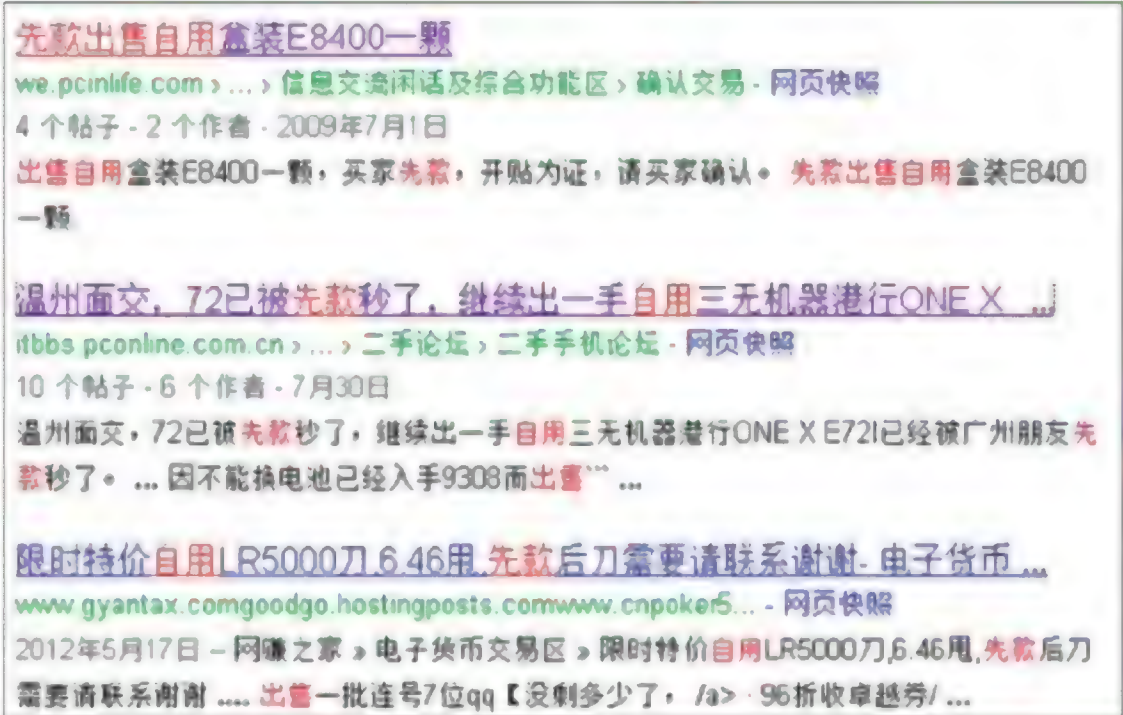 先款出售自用盒装E8400一颗
we.pcinlife.com › ... › 信息交流闲话及综合功能区 › 确认交易 - 网页快照
4 个帖子 - 2 个作者 - 2009年7月1日
出售自用盒装E8400一颗，买家先款，开贴为证，请买家确认。 先款出售自用盒装E8400
一颗
温州面交，72已被先款秒了，继续出一手自用三无机器港行ONE X ...
itbbs.pconline.com.cn › ... › 二手论坛 › 二手手机论坛 - 网页快照
10 个帖子 - 6 个作者 - 7月30日
温州面交，72已被先款秒了，继续出一手自用三无机器港行ONE X E72I已经被广州朋友先
款秒了。 ... 因不能换电池已经入手9308而出售``` ...
限时特价自用LR5000刀,6.46甩,先款后刀需要请联系谢谢- 电子货币 ...
www.gyantax.comgoodgo.hostingposts.comwww.cnpoker5... - 网页快照
2012年5月17日 – 网赚之家 » 电子货币交易区 » 限时特价自用LR5000刀,6.46甩,先款后刀
需要请联系谢谢 .... 出售一批连号7位qq【没剩多少了， /a> · 96折收卓越券/ ...